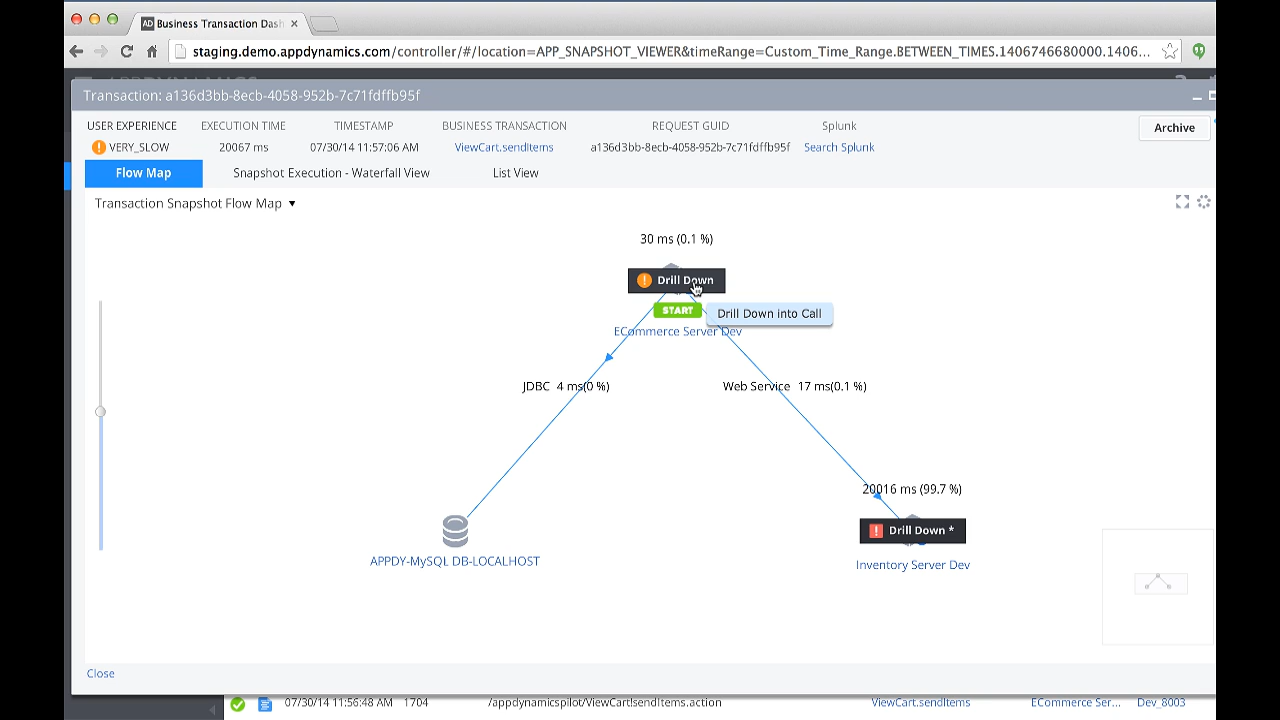 AD Business Transaction Dash
staging.demo.appdynamics.com/controller/#/location=APP_SNAPSHOT_VIEWER&timeRange=Custom_Time_Range.BETWEEN_TIMES.1406746680000.1406...
APPDYNAMICS
Transaction: a136d3bb-8ecb-4058-952b-7c71fdffb95f
USER EXPERIENCE EXECUTION TIME TIMESTAMP BUSINESS TRANSACTION REQUEST GUID Splunk
Archive
VERY_SLOW 20067 ms 07/30/14 11:57:06 AM ViewCart.sendItems a136d3bb-8ecb-4058-952b-7c71fdffb95f Search Splunk
Flow Map Snapshot Execution - Waterfall View List View
Transaction Snapshot Flow Map
30 ms (0.1 %)
Drill Down
START
Drill Down into Call
ECommerce Server Dev
JDBC 4 ms(0 %) Web Service 17 ms(0.1 %)
20016 ms (99.7 %)
Drill Down *
APPDY-MySQL DB-LOCALHOST
Inventory Server Dev
Close
07/30/14 11:56:48 AM 1704 /appdynamicspilot/ViewCart!sendItems.action ViewCart.sendItems ECommerce Ser... Dev_8003